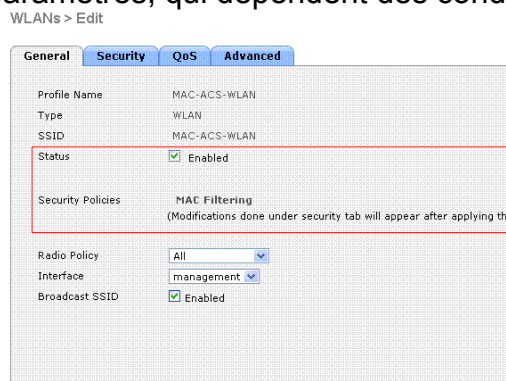 paramètres, qui dépendent des cond
WLANs > Edit
General Security QoS Advanced
Profile Name MAC-ACS-WLAN
Type WLAN
SSID MAC-ACS-WLAN
Status Enabled
Security Policies MAC Filtering
(Modifications done under security tab will appear after applying th
Radio Policy All
Interface management
Broadcast SSID Enabled